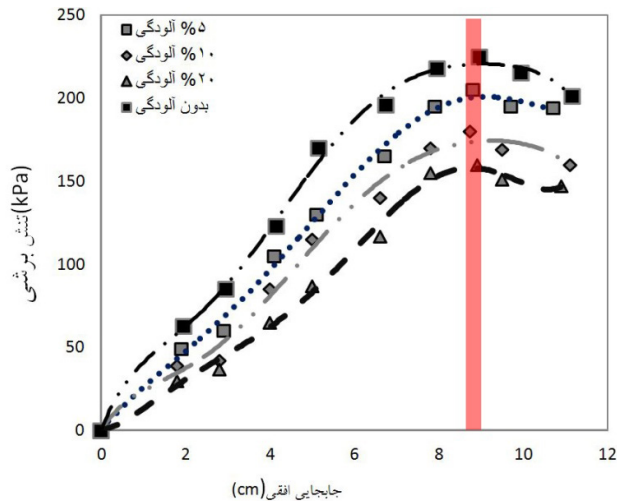 250
200
150
100
50
0
%۵ آلودگی
%۱۰ آلودگی
%۲۰ آلودگی
بدون آلودگی
تنش برشی(kPa)
0 2 4 6 8 10 12
جابجایی افقی(cm)